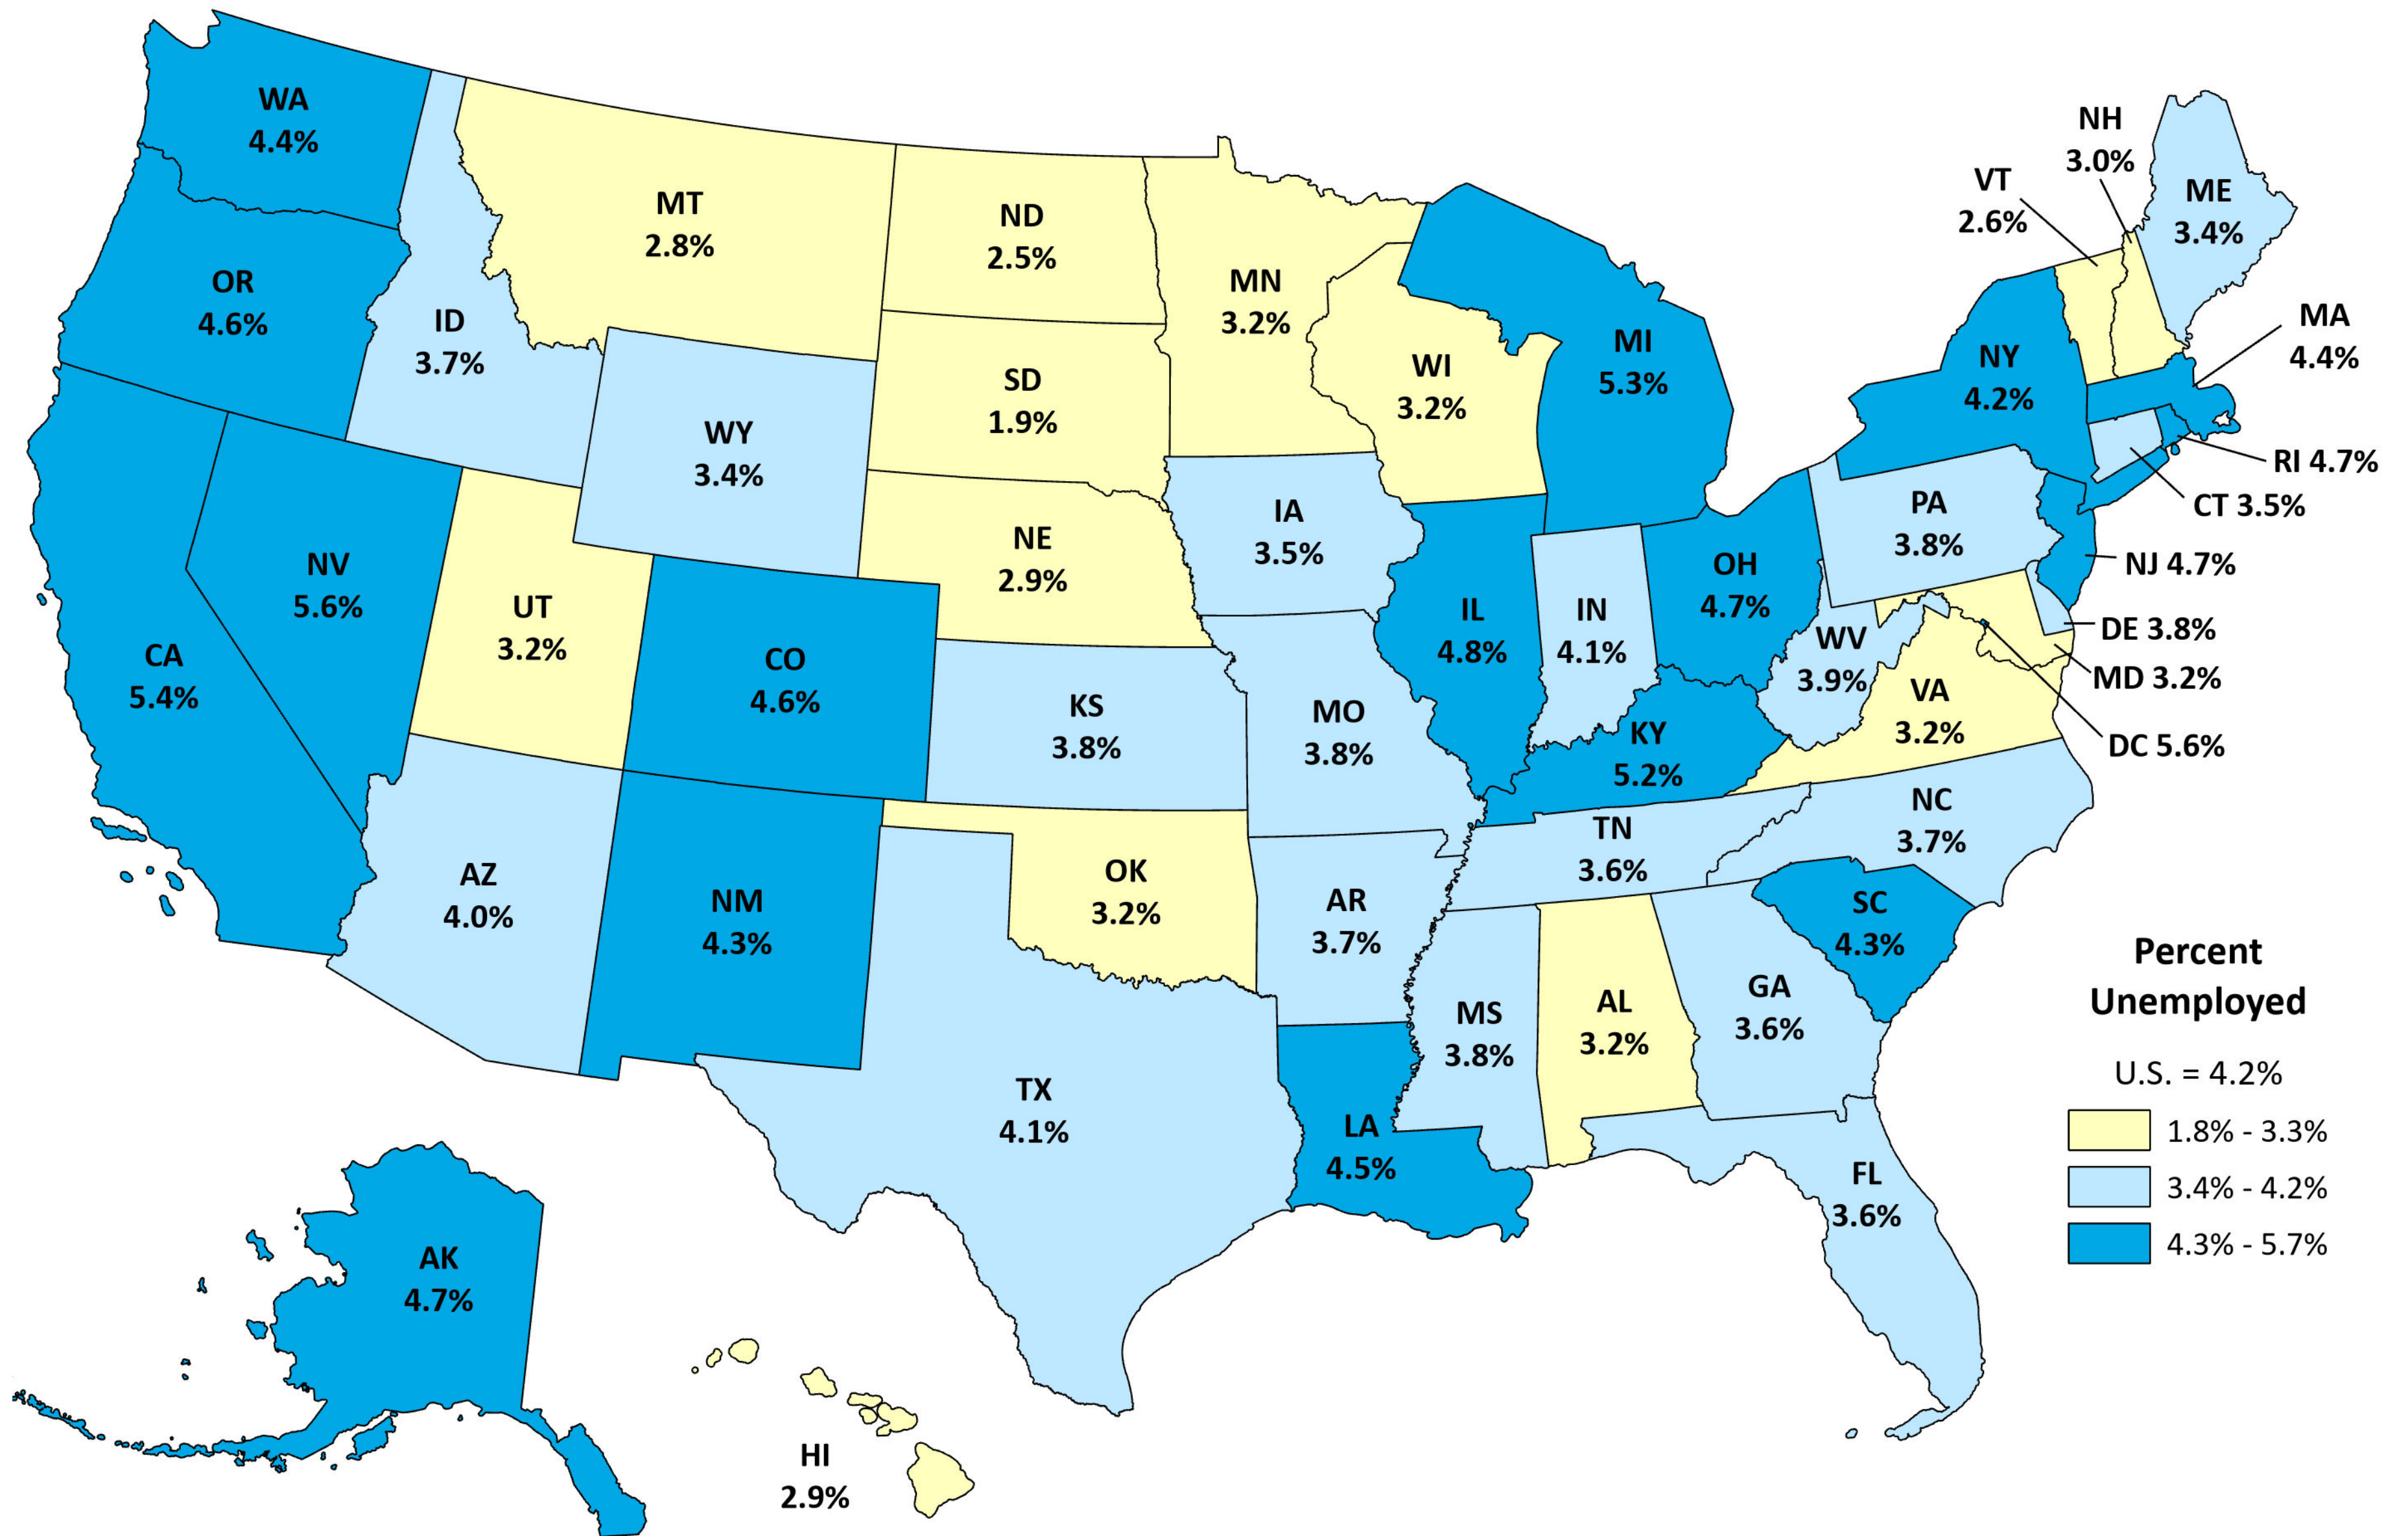 WA
4.4%
OR
4.6%
CA
5.4%
NV
5.6%
ID
3.7%
MT
2.8%
WY
3.4%
UT
3.2%
CO
4.6%
AZ
4.0%
NM
4.3%
ND
2.5%
SD
1.9%
NE
2.9%
KS
3.8%
OK
3.2%
TX
4.1%
MN
3.2%
IA
3.5%
MO
3.8%
AR
3.7%
LA
4.5%
WI
3.2%
IL
4.8%
MI
5.3%
IN
4.1%
OH
4.7%
KY
5.2%
TN
3.6%
MS
3.8%
AL
3.2%
GA
3.6%
FL
3.6%
SC
4.3%
NC
3.7%
VA
3.2%
WV
3.9%
PA
3.8%
NY
4.2%
VT
2.6%
NH
3.0%
ME
3.4%
MA
4.4%
RI 4.7%
CT 3.5%
NJ 4.7%
DE 3.8%
MD 3.2%
DC 5.6%
AK
4.7%
HI
2.9%
Percent
Unemployed
U.S. = 4.2%
1.8% - 3.3%
3.4% - 4.2%
4.3% - 5.7%